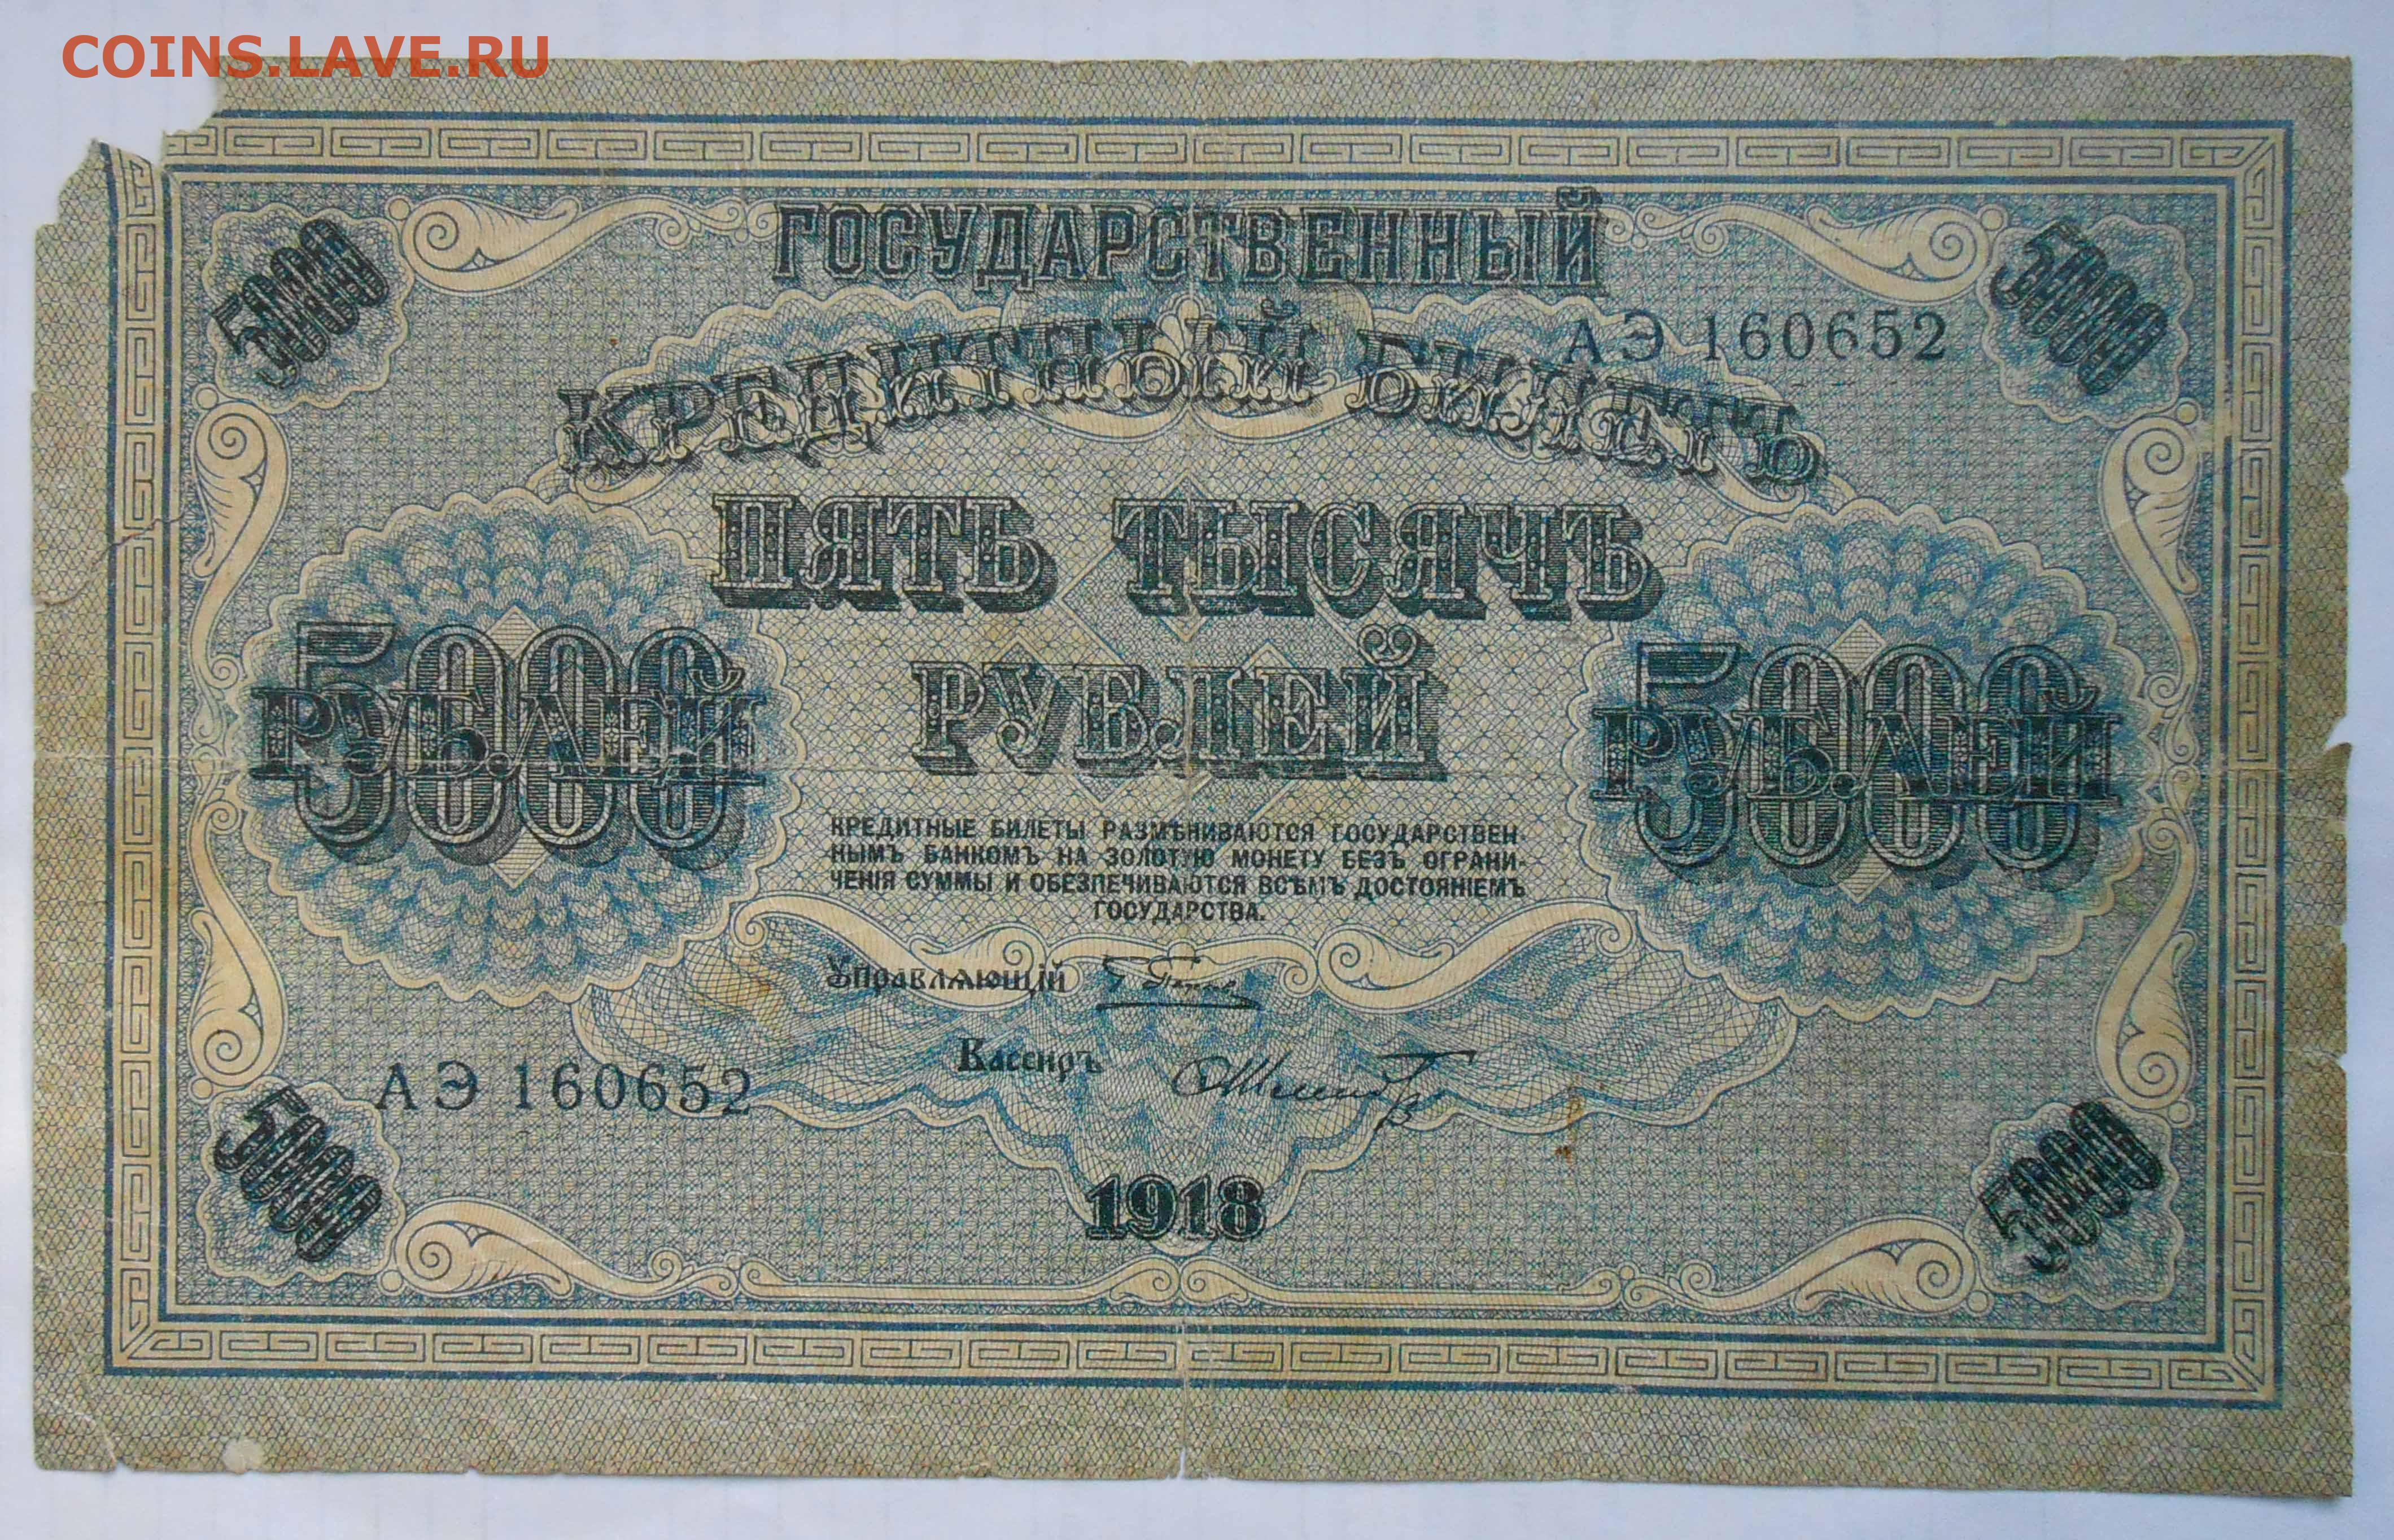 COINS.LAVE.RU
5000
5000
ГОСУДАРСТВЕННЫЙ
АЭ 160652
КРЕДИТНЫЙ БИЛЕТЪ
ПЯТЬ ТЫСЯЧЪ
РУБЛЕЙ
5000
РУБЛЕЙ
5000
РУБЛЕЙ
КРЕДИТНЫЕ БИЛЕТЫ РАЗМѢНИВАЮТСЯ ГОСУДАРСТВЕН-
НЫМЪ БАНКОМЪ НА ЗОЛОТУЮ МОНЕТУ БЕЗЪ ОГРАНИ-
ЧЕНІЯ СУММЫ И ОБЕЗПЕЧИВАЮТСЯ ВСѢМЪ ДОСТОЯНІЕМЪ
ГОСУДАРСТВА.
Управляющій
Кассиръ
АЭ 160652
5000
5000
1918